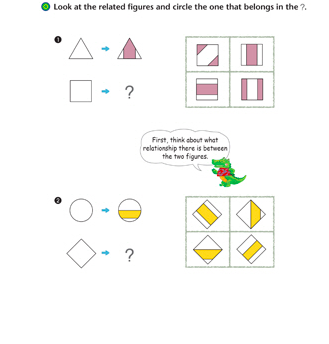 Look at the related figures and circle the one that belongs in the ?.
1
?
First, think about what
relationship there is between
the two figures.
2
?